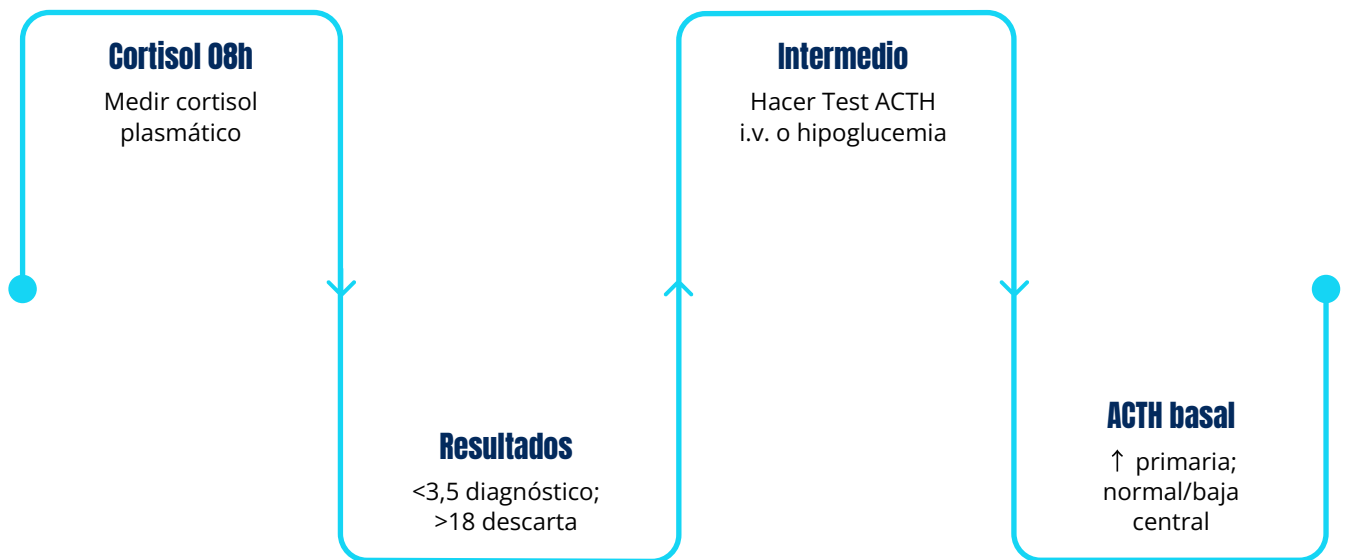 Cortisol 08h
Medir cortisol
plasmático
Resultados
<3,5 diagnóstico;
>18 descarta
Intermedio
Hacer Test ACTH
i.v. o hipoglucemia
ACTH basal
↑ primaria;
normal/baja
central